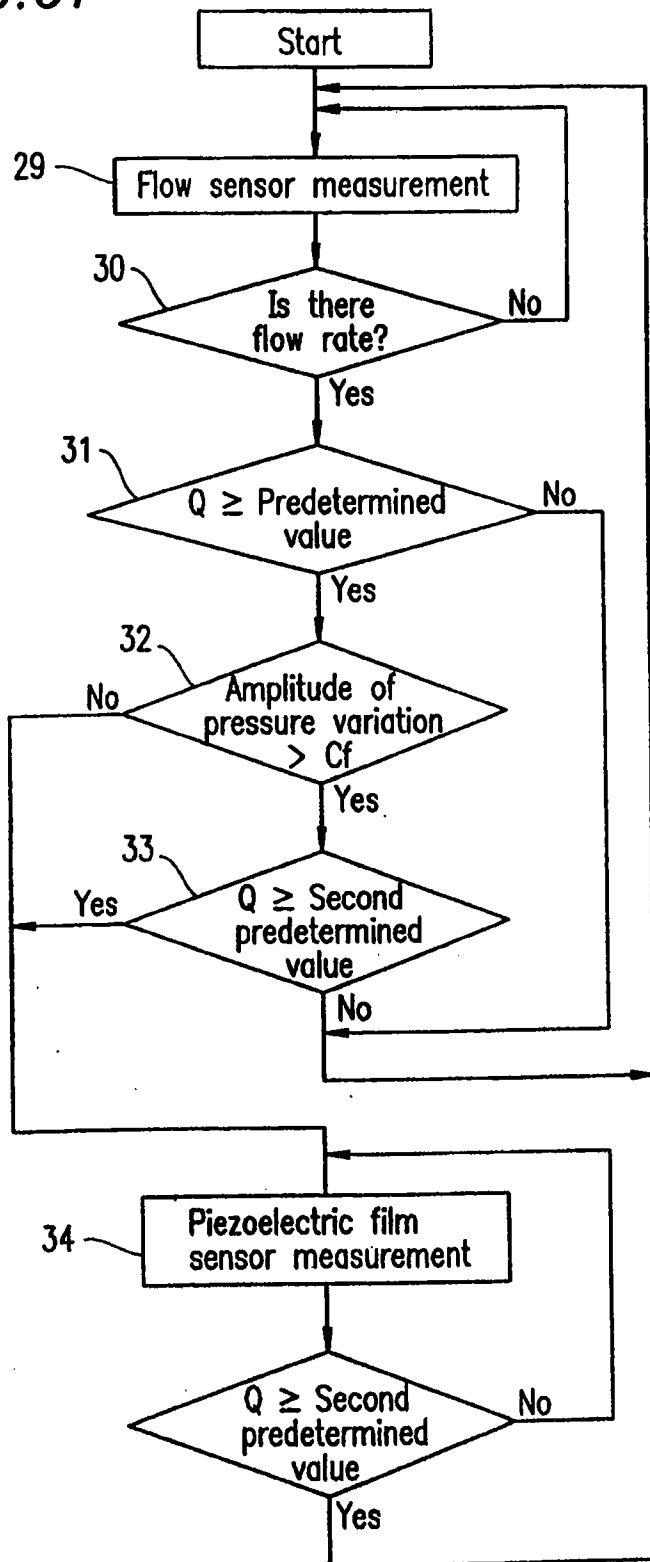 Start
29
Flow sensor measurement
30
Is there
flow rate?
No
Yes
31
Q ≥ Predetermined
value
No
Yes
32
No
Amplitude of
pressure variation
> Cf
Yes
33
Yes
Q ≥ Second
predetermined
value
No
34
Piezoelectric film
sensor measurement
Q ≥ Second
predetermined
value
No
Yes